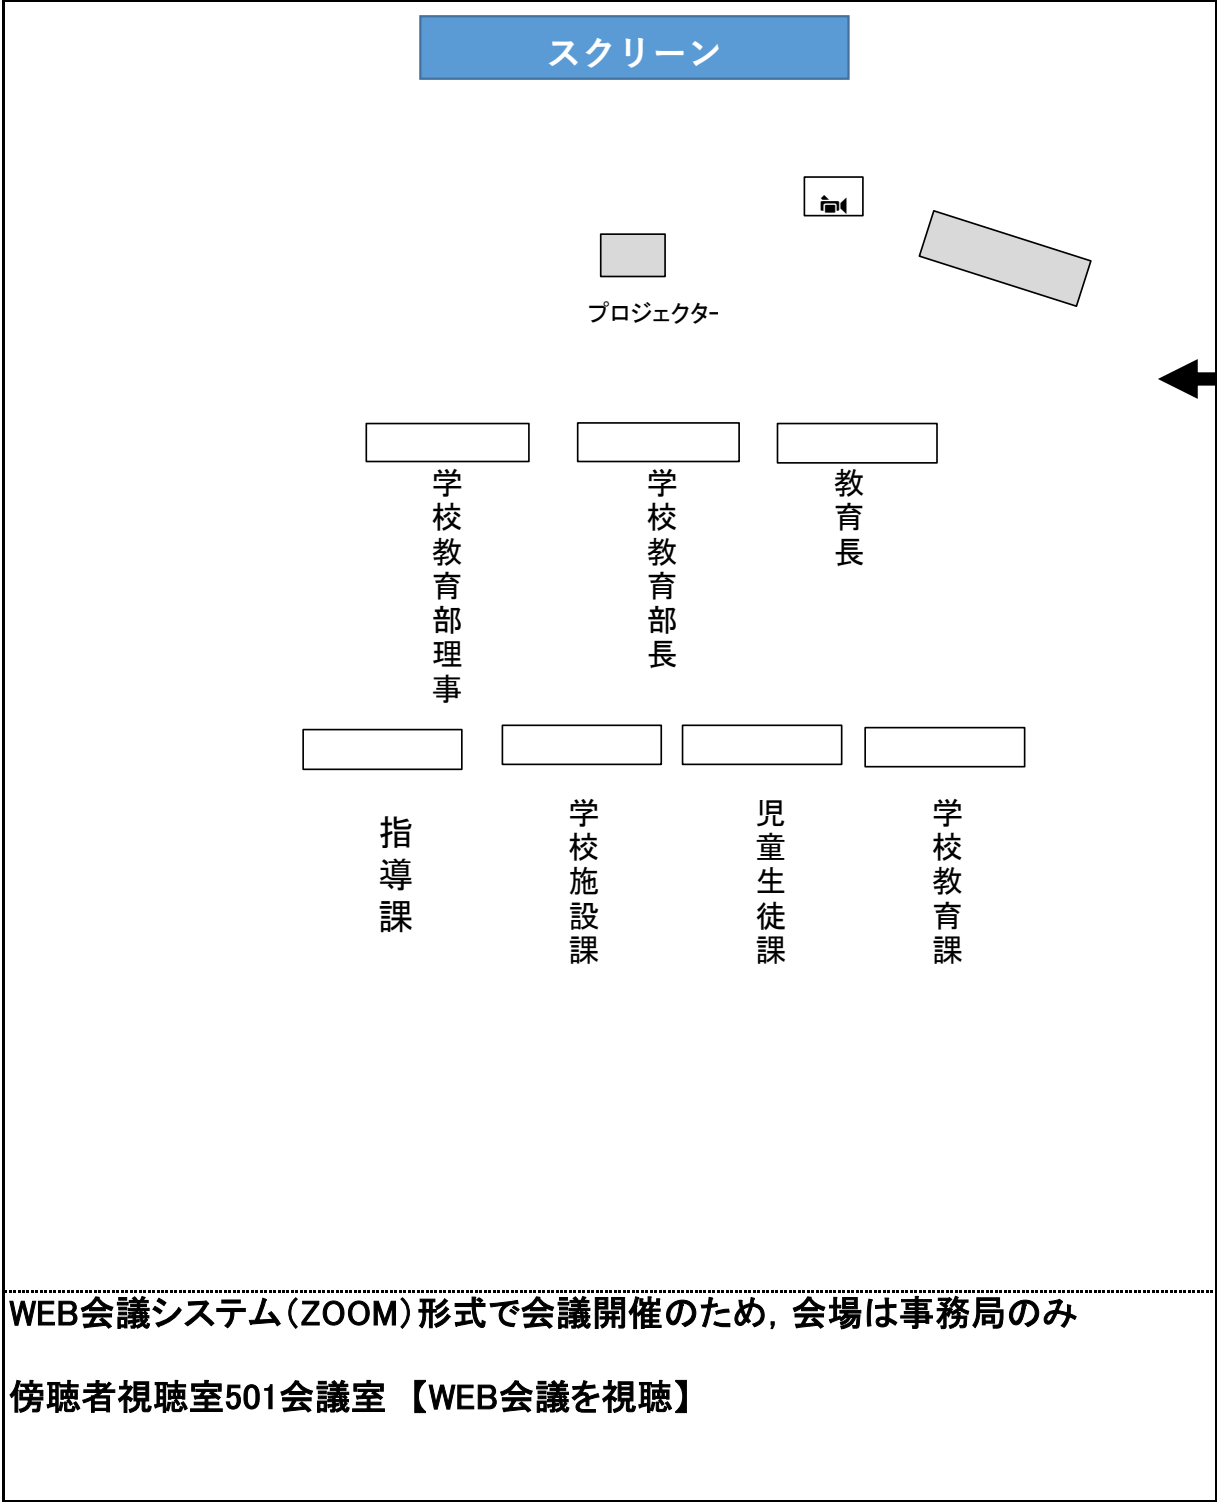 スクリーン
プロジェクター
学校教育部理事
学校教育部長
教育長
指導課
学校施設課
児童生徒課
学校教育課
WEB会議システム（ZOOM）形式で会議開催のため，会場は事務局のみ
傍聴者視聴室501会議室　【WEB会議を視聴】